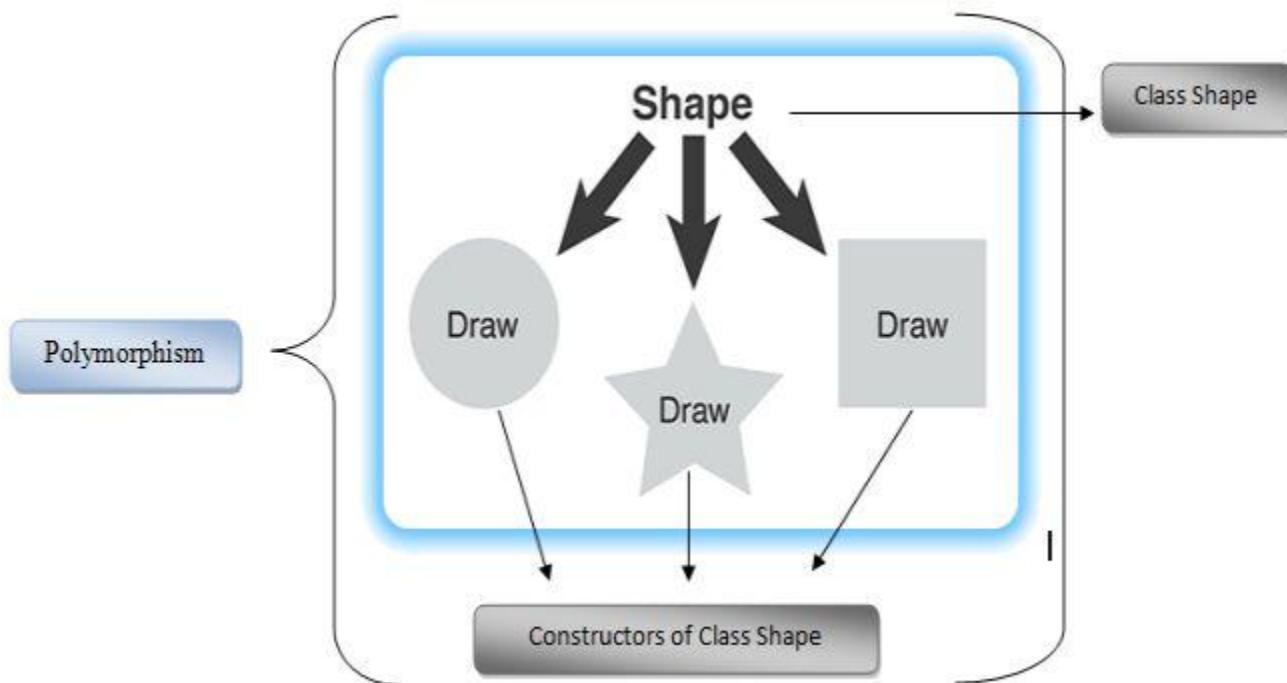 Shape
Class Shape
Draw
Draw
Draw
Polymorphism
Constructors of Class Shape